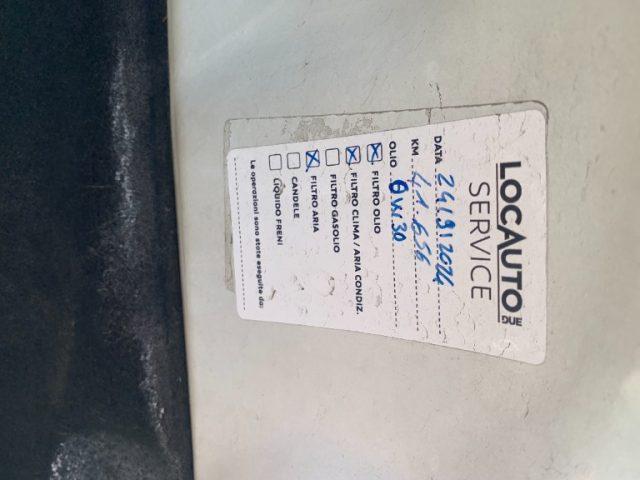 LOCAUTO
DUE
SERVICE
DATA 24/9/2024
KM 41.656
OLIO 0W30
FILTRO OLIO
FILTRO CLIMA / ARIA CONDIZ.
FILTRO GASOLIO
FILTRO ARIA
CANDELE
LIQUIDO FRENI
Le operazioni sono state eseguite da: